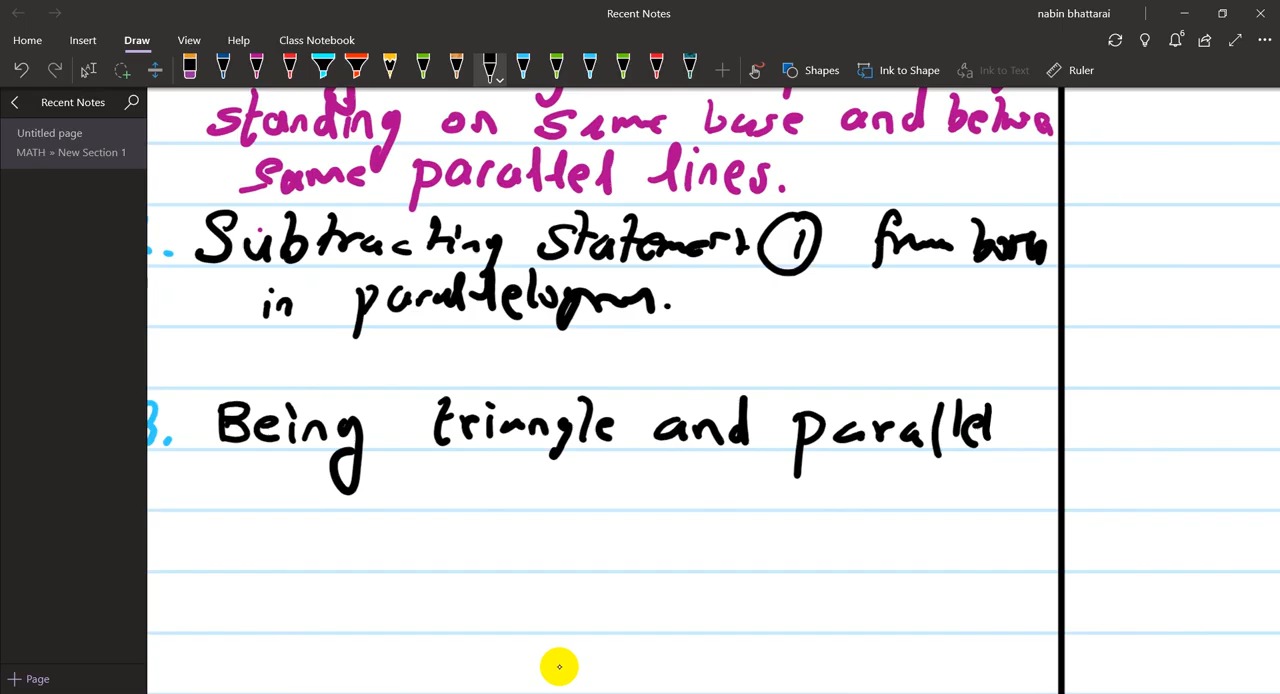 Recent Notes
nabin bhattarai
Home Insert Draw View Help Class Notebook
Shapes Ink to Shape Ink to Text Ruler
Recent Notes
Untitled page
MATH » New Section 1
standing on same base and betwe
same parallel lines.
2. Subtracting statement ① from both
in parallelogram.
3. Being triangle and parallel
+ Page